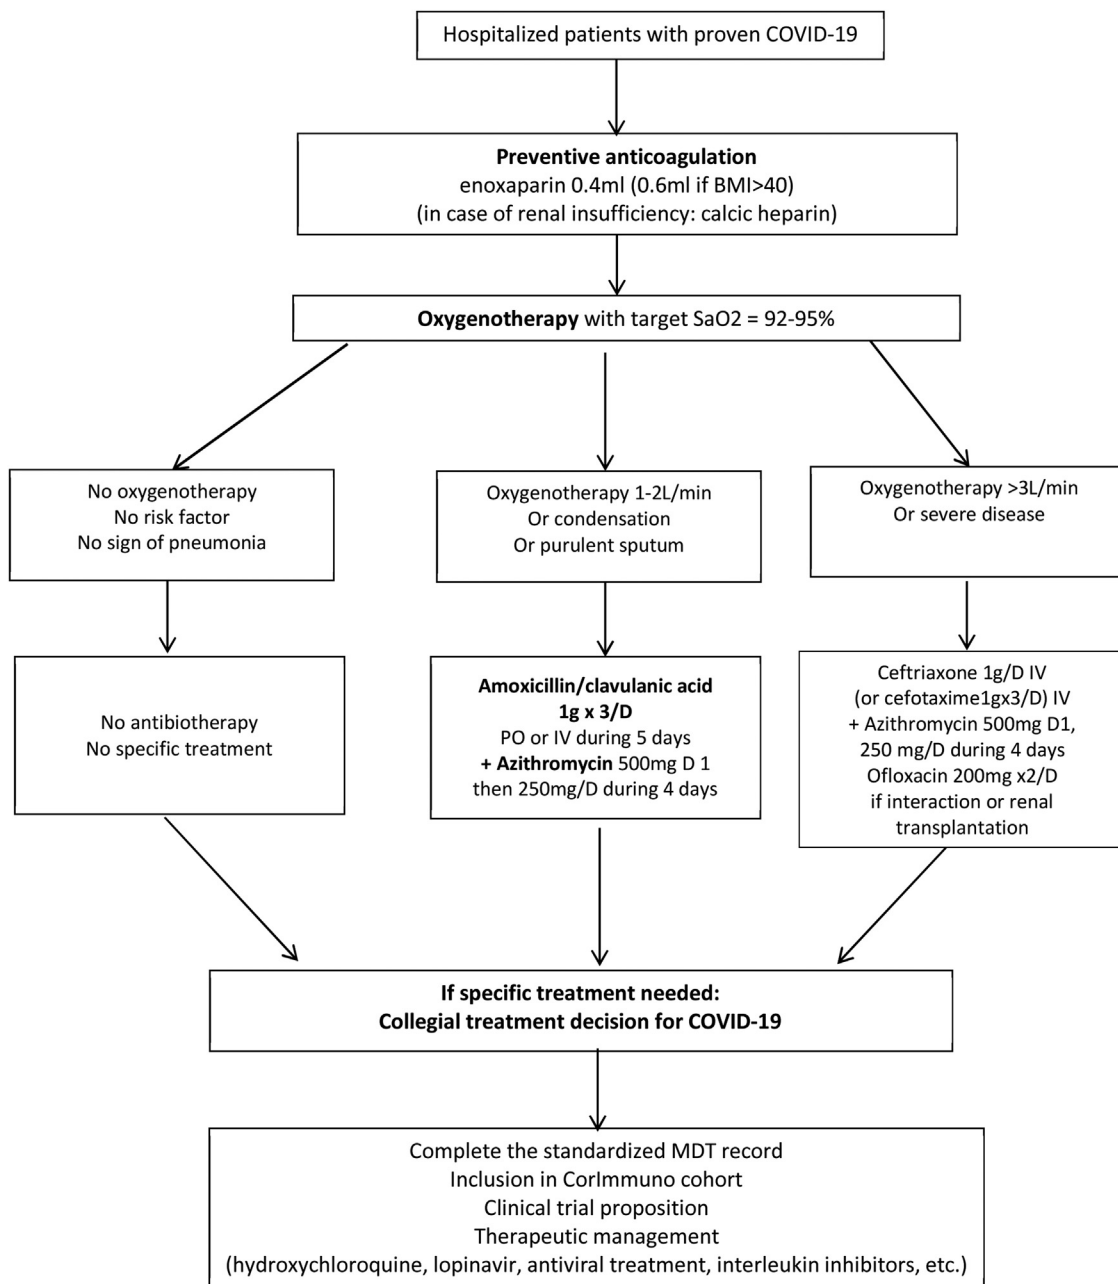 Hospitalized patients with proven COVID-19
Preventive anticoagulation
enoxaparin 0.4ml (0.6ml if BMI>40)
(in case of renal insufficiency: calcic heparin)
Oxygenotherapy with target SaO2 = 92-95%
No oxygenotherapy
No risk factor
No sign of pneumonia
Oxygenotherapy 1-2L/min
Or condensation
Or purulent sputum
Oxygenotherapy >3L/min
Or severe disease
No antibiotherapy
No specific treatment
Amoxicillin/clavulanic acid
1g x 3/D
PO or IV during 5 days
+ Azithromycin 500mg D 1
then 250mg/D during 4 days
Ceftriaxone 1g/D IV
(or cefotaxime1gx3/D) IV
+ Azithromycin 500mg D1,
250 mg/D during 4 days
Ofloxacin 200mg x2/D
if interaction or renal
transplantation
If specific treatment needed:
Collegial treatment decision for COVID-19
Complete the standardized MDT record
Inclusion in CorImmuno cohort
Clinical trial proposition
Therapeutic management
(hydroxychloroquine, lopinavir, antiviral treatment, interleukin inhibitors, etc.)